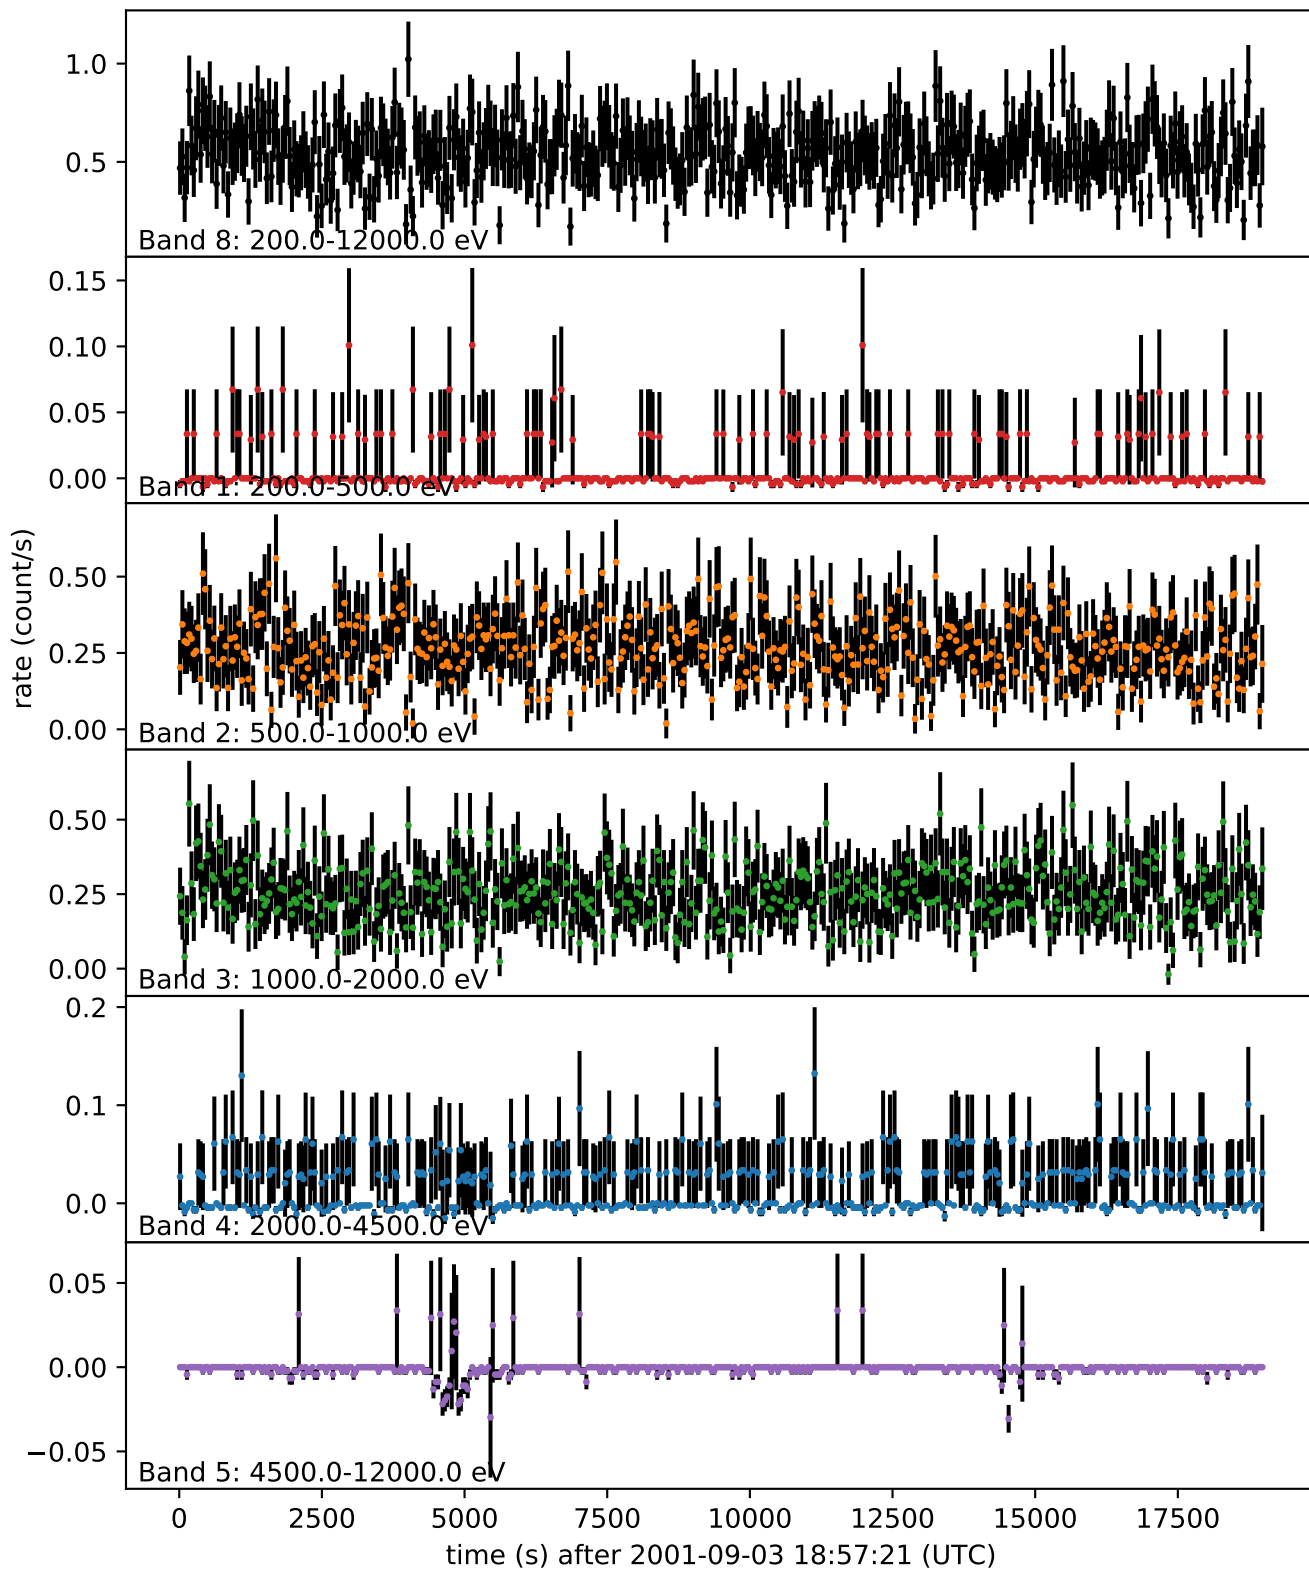 1.0
0.5
Band 8: 200.0-12000.0 eV
0.15
0.10
0.05
0.00
Band 1: 200.0-500.0 eV
rate (count/s)
0.50
0.25
0.00
Band 2: 500.0-1000.0 eV
0.50
0.25
0.00
Band 3: 1000.0-2000.0 eV
0.2
0.1
0.0
Band 4: 2000.0-4500.0 eV
0.05
0.00
−0.05
Band 5: 4500.0-12000.0 eV
0 2500 5000 7500 10000 12500 15000 17500
time (s) after 2001-09-03 18:57:21 (UTC)